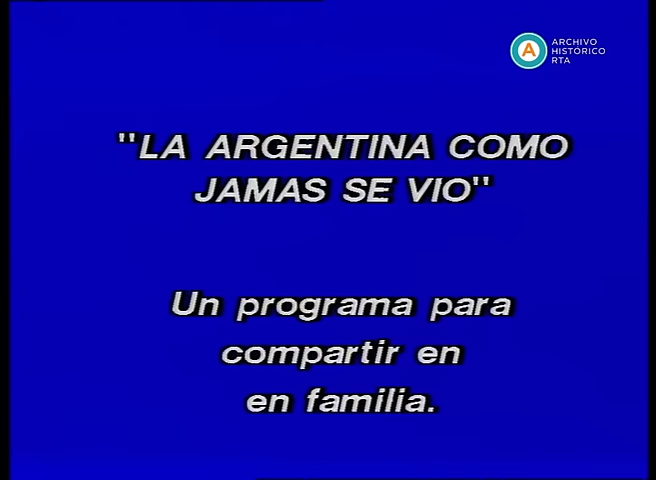 ARCHIVO
HISTÓRICO
RTA
A
"LA ARGENTINA COMO
JAMAS SE VIO"
Un programa para
compartir en
en familia.